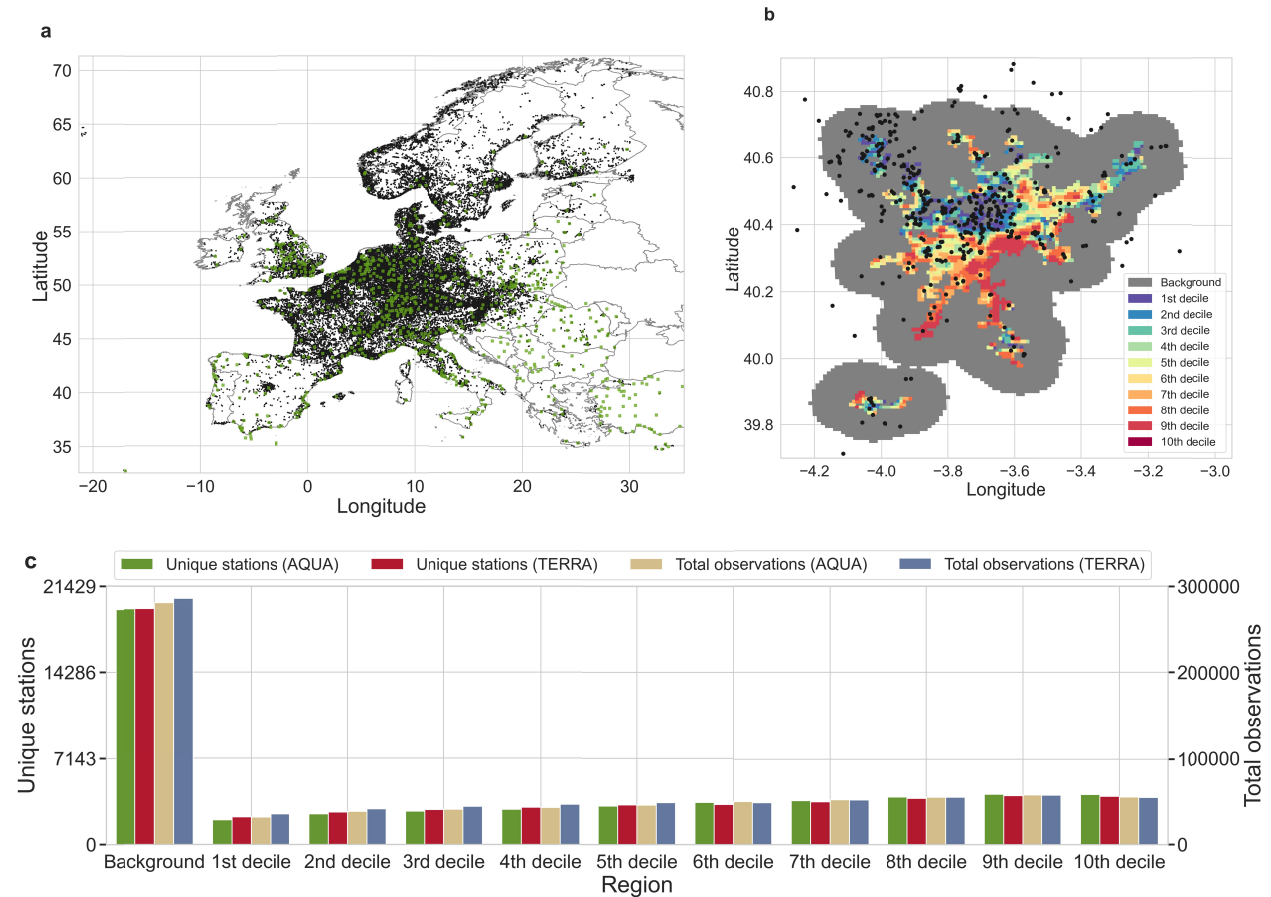 a
70
65
60
55
50
45
40
35
Latitude
−20 −10 0 10 20 30
Longitude
b
40.8
40.6
40.4
40.2
40.0
39.8
Latitude
Background
1st decile
2nd decile
3rd decile
4th decile
5th decile
6th decile
7th decile
8th decile
9th decile
10th decile
−4.2 −4.0 −3.8 −3.6 −3.4 −3.2 −3.0
Longitude
c
Unique stations (AQUA) Unique stations (TERRA) Total observations (AQUA) Total observations (TERRA)
21429
14286
7143
0
Unique stations
300000
200000
100000
0
Total observations
Background 1st decile 2nd decile 3rd decile 4th decile 5th decile 6th decile 7th decile 8th decile 9th decile 10th decile
Region